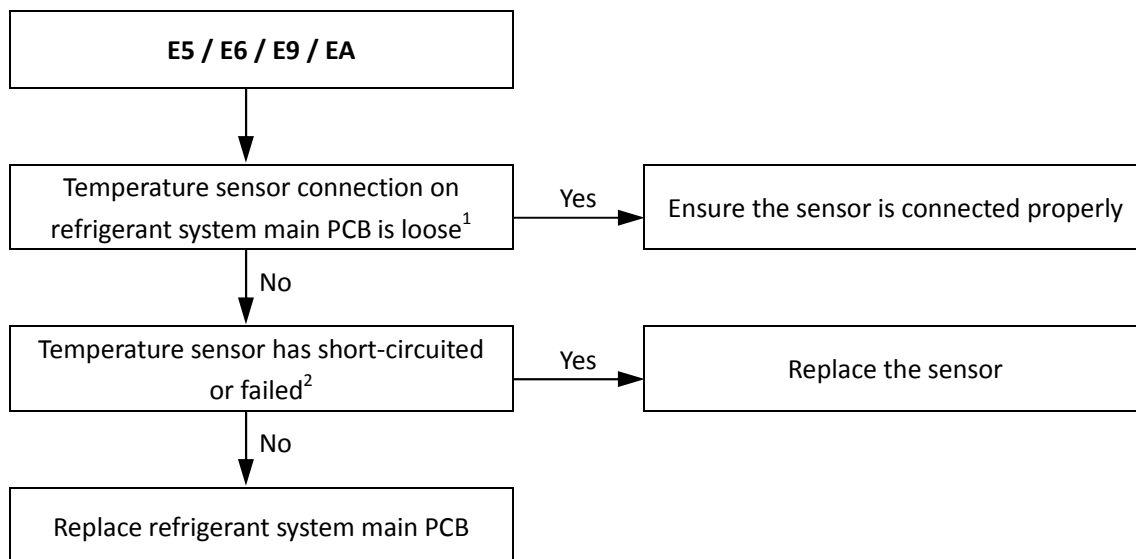 E5 / E6 / E9 / EA
Temperature sensor connection on
refrigerant system main PCB is loose1
Yes
Ensure the sensor is connected properly
No
Temperature sensor has short-circuited
or failed2
Yes
Replace the sensor
No
Replace refrigerant system main PCB